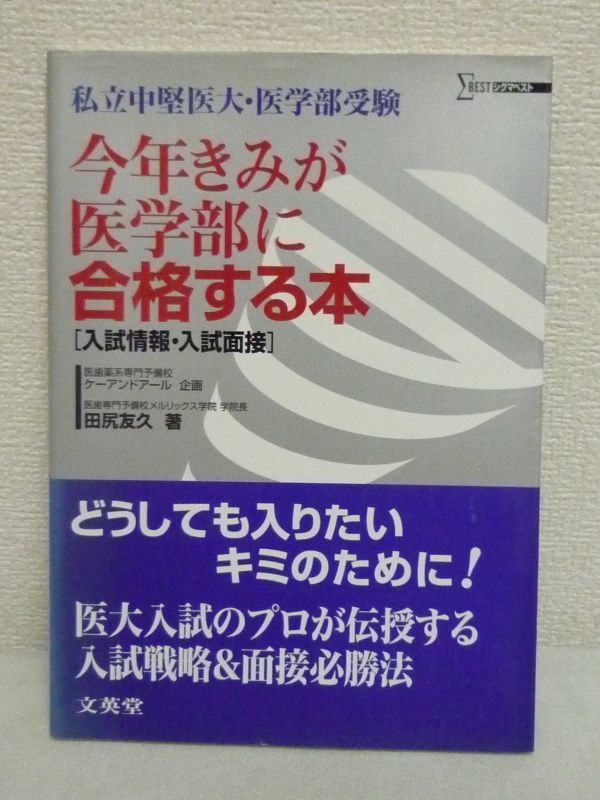 ΣBEST シグマベスト
私立中堅医大・医学部受験
今年きみが
医学部に
合格する本
[入試情報・入試面接]
医歯薬系専門予備校
ケーアンドアール 企画
医歯専門予備校メルリックス学院 学院長
田尻友久 著
どうしても入りたい
キミのために!
医大入試のプロが伝授する
入試戦略&面接必勝法
文英堂